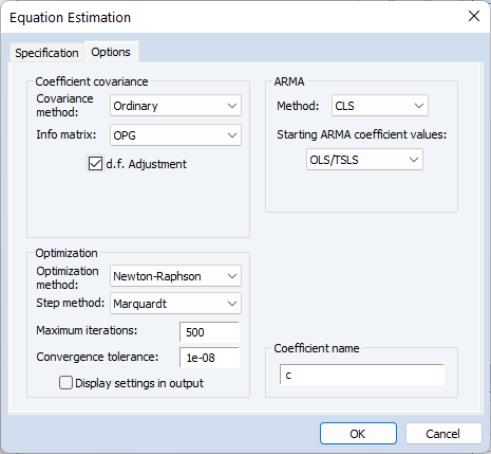 Equation Estimation
Specification
Options
Coefficient covariance
Covariance
method:
Ordinary
Info matrix:
OPG
d.f. Adjustment
ARMA
Method:
CLS
Starting ARMA coefficient values:
OLS/TSLS
Optimization
Optimization
method:
Newton-Raphson
Step method:
Marquardt
Maximum iterations:
500
Convergence tolerance:
1e-08
Display settings in output
Coefficient name
c
OK
Cancel